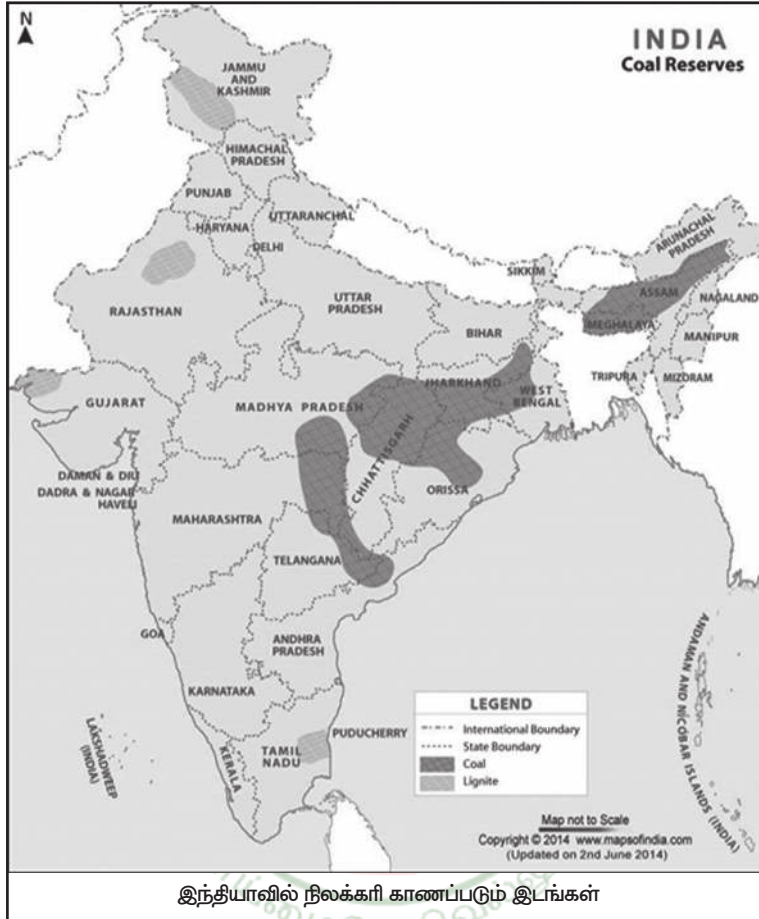 N
INDIA
Coal Reserves
JAMMU
AND
KASHMIR
HIMACHAL
PRADESH
PUNJAB
UTTARANCHAL
HARYANA
DELHI
ARUNACHAL
PRADESH
SIKKIM
ASSAM
NAGALAND
RAJASTHAN
UTTAR
PRADESH
BIHAR
MEGHALAYA
MANIPUR
TRIPURA
MIZORAM
JHARKHAND
WEST
BENGAL
GUJARAT
MADHYA PRADESH
CHHATTISGARH
DAMAN & DIU
DADRA & NAGAR
HAVELI
ORISSA
MAHARASHTRA
TELANGANA
GOA
ANDHRA
PRADESH
KARNATAKA
ANDAMAN AND NICOBAR ISLANDS (INDIA)
LAKSHADWEEP
(INDIA)
KERALA
TAMIL
NADU
PUDUCHERRY
LEGEND
International Boundary
State Boundary
Coal
Lignite
Map not to Scale
Copyright © 2014 www.mapsofindia.com
(Updated on 2nd June 2014)
இந்தியாவில் நிலக்கரி காணப்படும் இடங்கள்